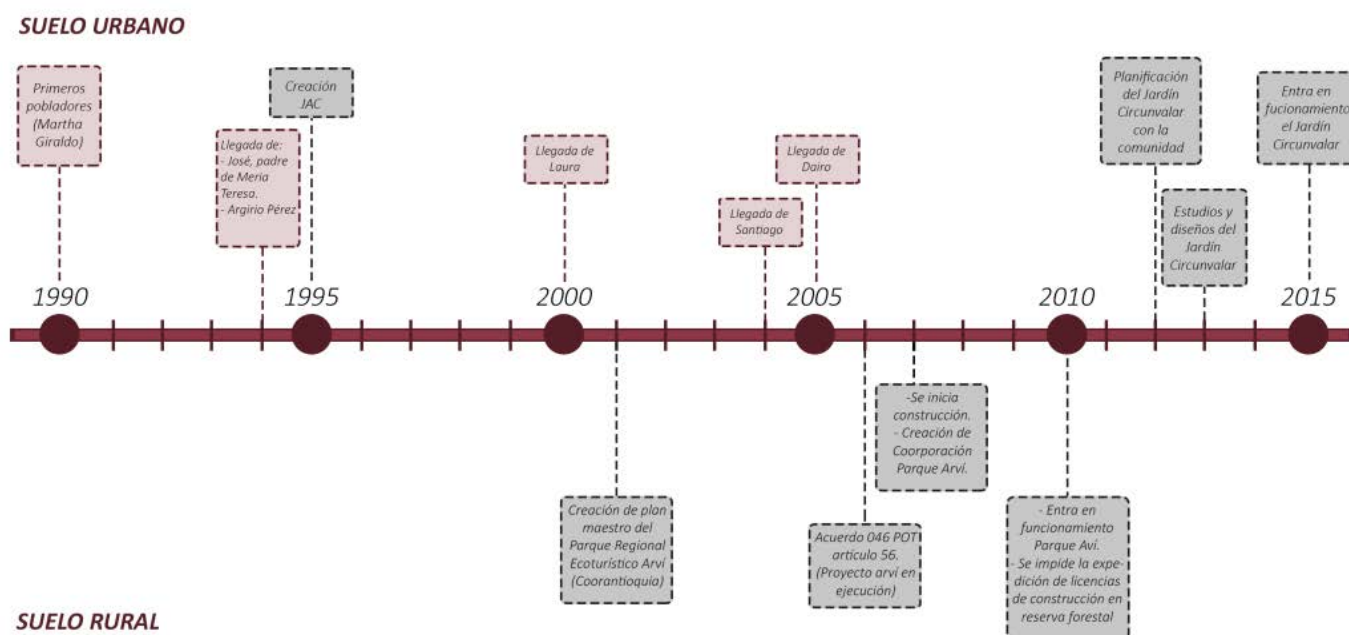 SUELO URBANO
Primeros
pobladores
(Martha
Giraldo)
Llegada de:
- José, padre
de Meria
Teresa.
- Argirio Pérez
Creación
JAC
Llegada de
Laura
Llegada de
Santiago
Llegada de
Dairo
Planificación
del Jardín
Circunvalar
con la
comunidad
Estudios y
diseños del
Jardín
Circunvalar
Entra en
fucionamiento
el Jardín
Circunvalar
1990
1995
2000
2005
2010
2015
Creación de plan
maestro del
Parque Regional
Ecoturístico Arví
(Coorantioquia)
Acuerdo 046 POT
artículo 56.
(Proyecto arví en
ejecución)
-Se inicia
construcción.
- Creación de
Coorporación
Parque Arví.
- Entra en
funcionamiento
Parque Aví.
- Se impide la expe-
dición de licencias
de construcción en
reserva forestal
SUELO RURAL